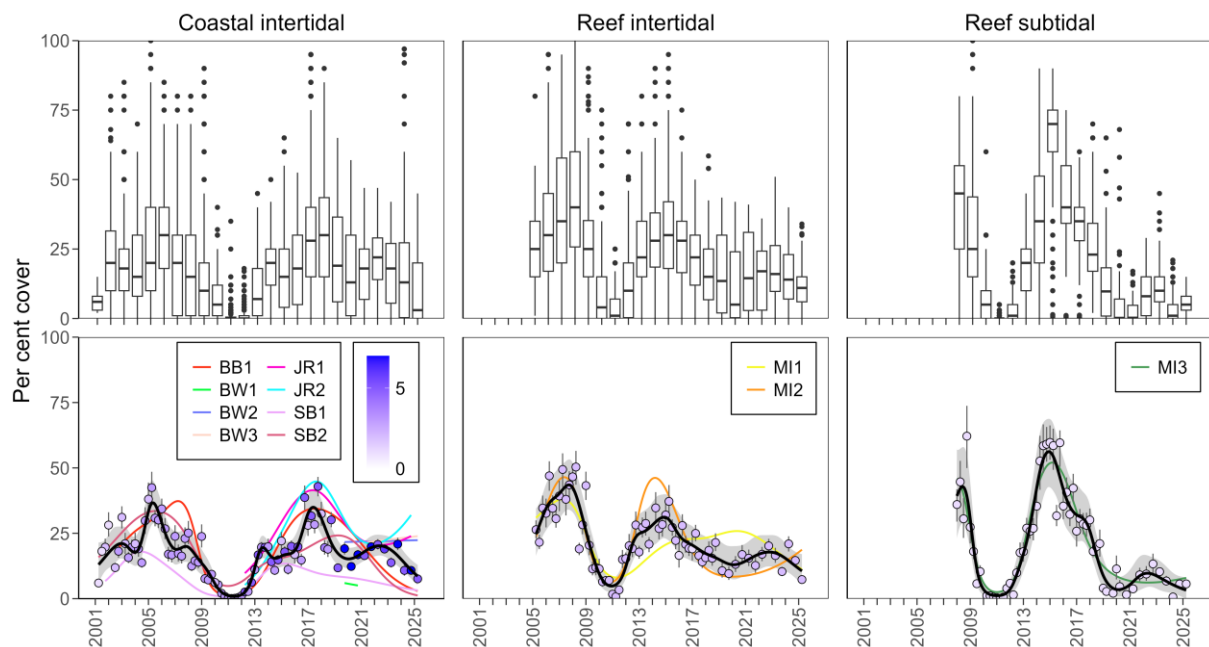 Coastal intertidal Reef intertidal Reef subtidal
Per cent cover
100
75
50
25
0
100
75
50
25
0
BB1 JR1
BW1 JR2
BW2 SB1
BW3 SB2
5
0
MI1
MI2
MI3
2001 2005 2009 2013 2017 2021 2025
2001 2005 2009 2013 2017 2021 2025
2001 2005 2009 2013 2017 2021 2025